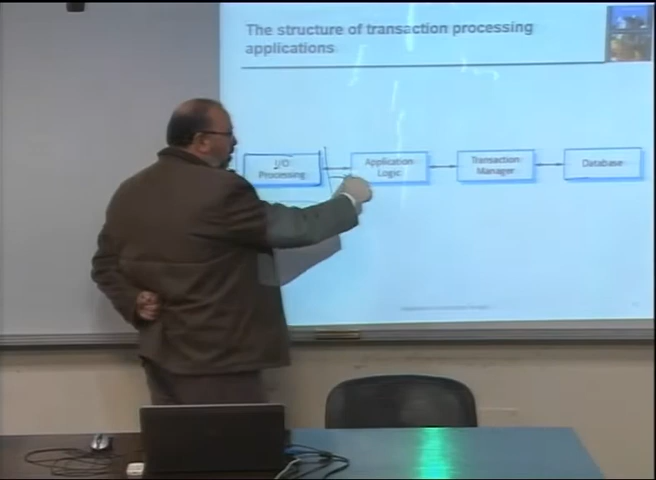 The structure of transaction processing
applications.
I/O
Processing
Application
Logic
Transaction
Manager
Database